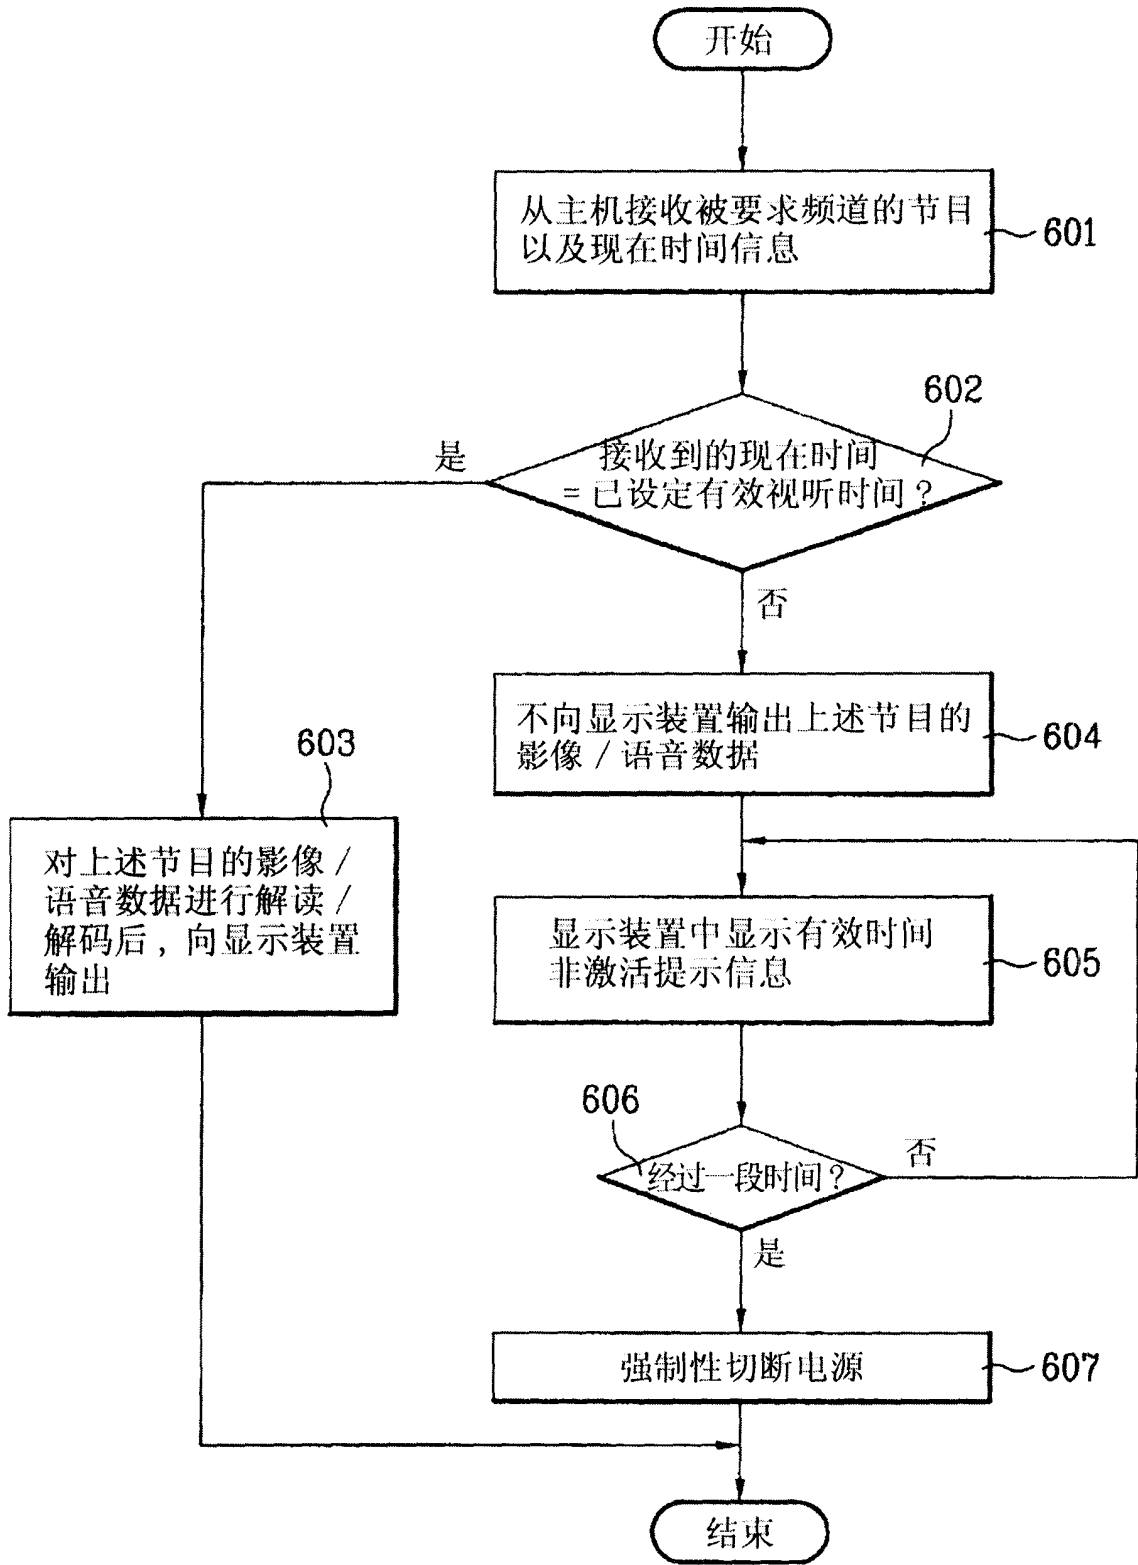 开始
从主机接收被要求频道的节目
以及现在时间信息
601
602
接收到的现在时间
=已设定有效视听时间?
是
否
不向显示装置输出上述节目的
影像/语音数据
604
603
对上述节目的影像/
语音数据进行解读/
解码后,向显示装置
输出
显示装置中显示有效时间
非激活提示信息
605
606
经过一段时间?
否
是
强制性切断电源
607
结束